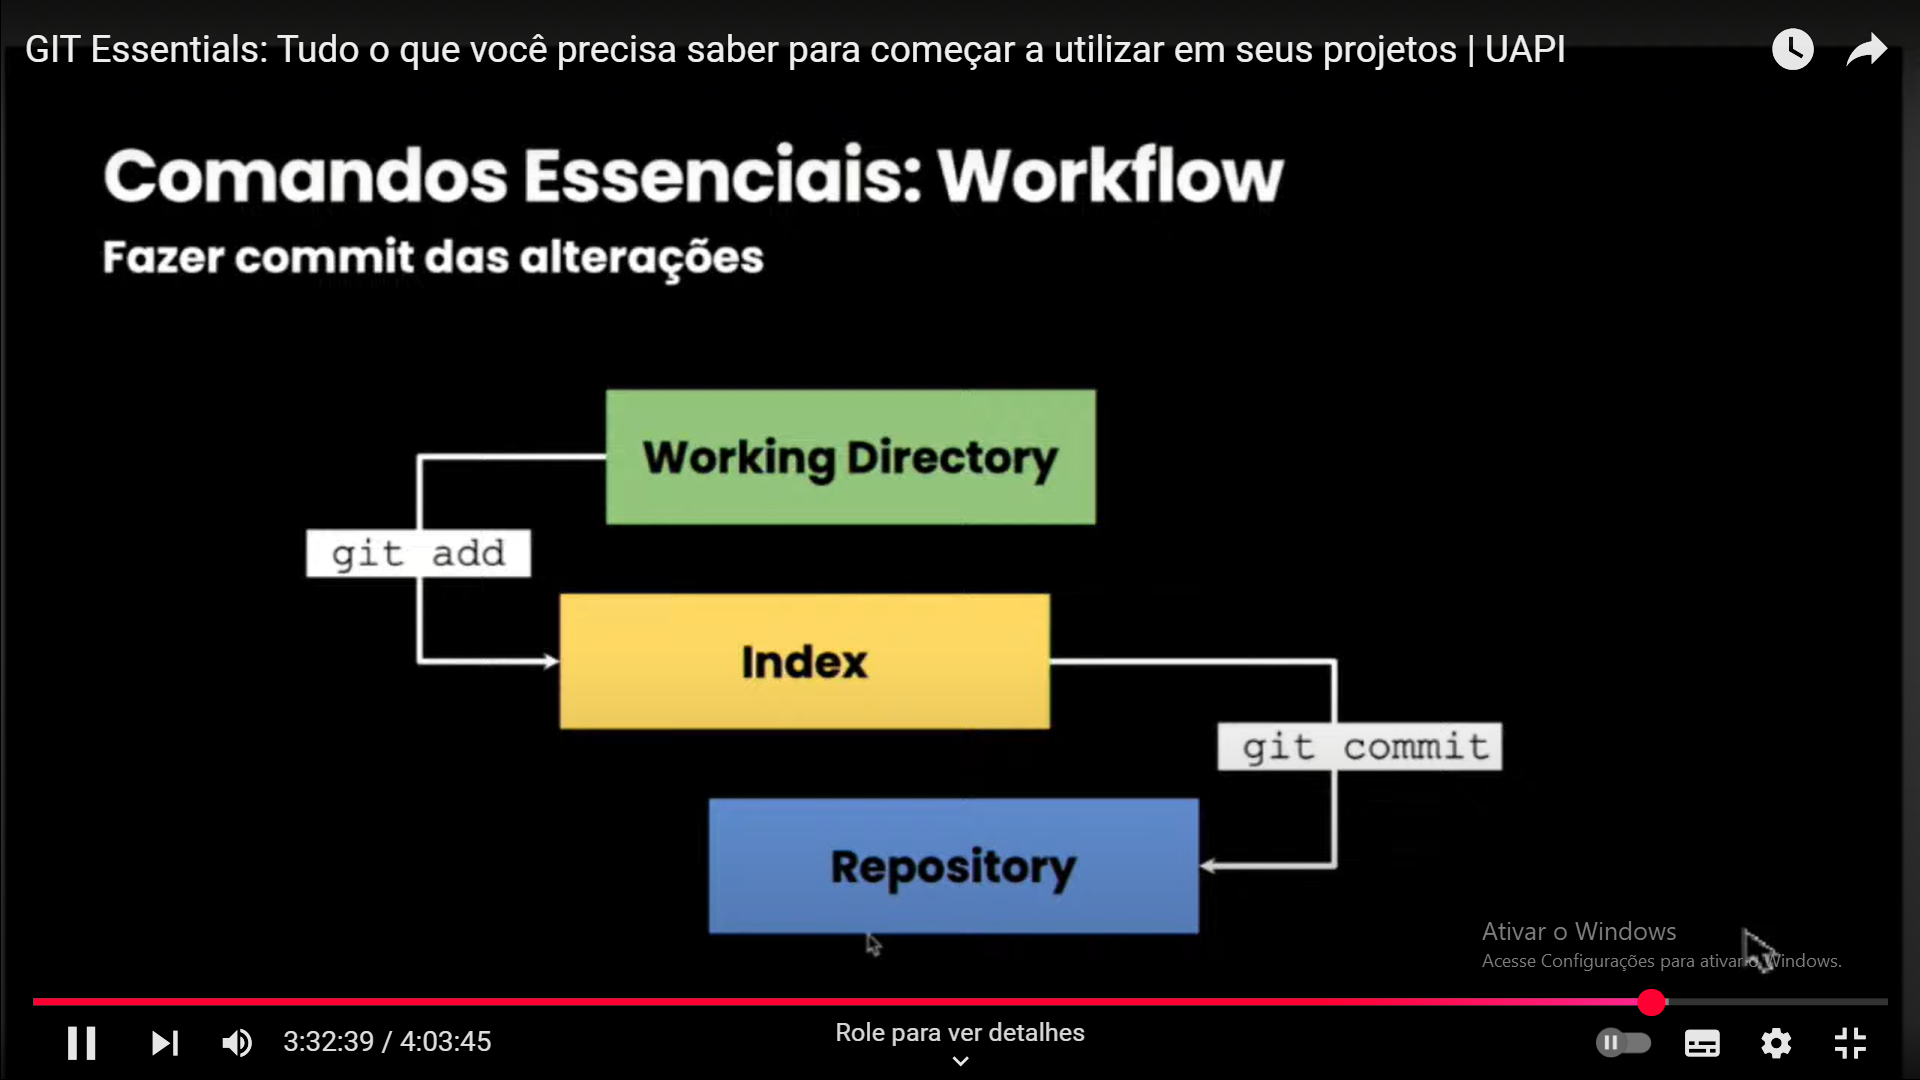 GIT Essentials: Tudo o que você precisa saber para começar a utilizar em seus projetos | UAPI
Comandos Essenciais: Workflow
Fazer commit das alterações
Working Directory
git add
Index
git commit
Repository
Ativar o Windows
Acesse Configurações para ativar o Windows.
3:32:39 / 4:03:45
Role para ver detalhes